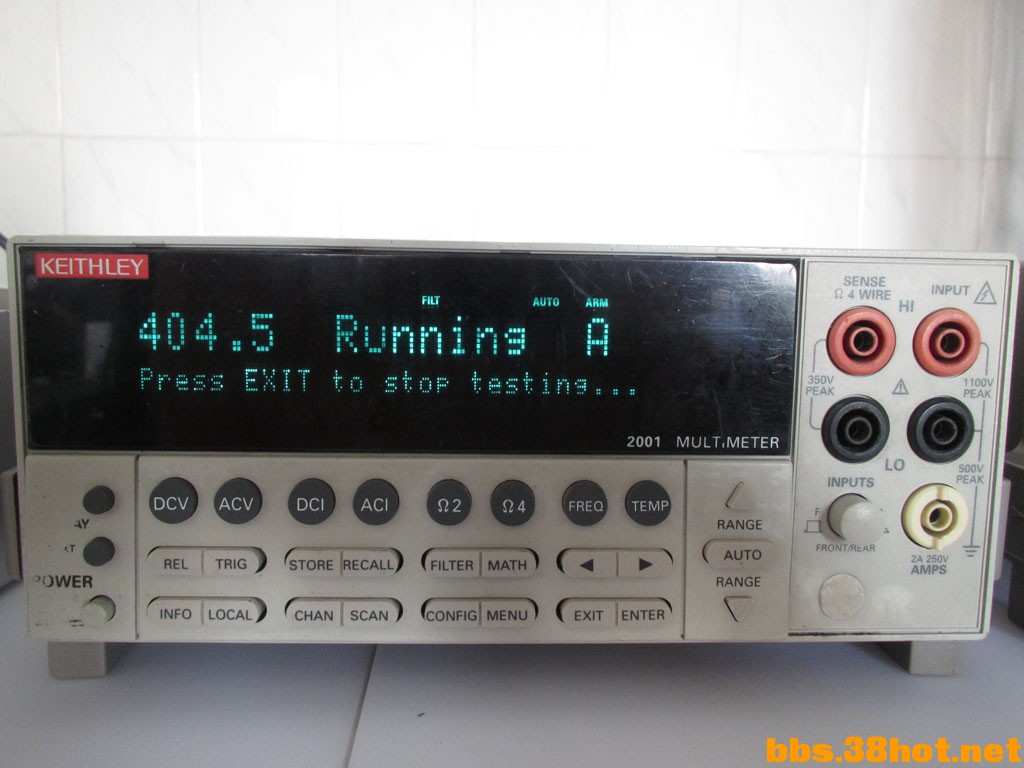 KEITHLEY
FILT AUTO ARM
404.5 Running A
Press EXIT to stop testing...
2001 MULTIMETER
SENSE
Ω 4 WIRE
INPUT
HI
350V
PEAK
1100V
PEAK
LO
500V
PEAK
INPUTS
FRONT/REAR
2A 250V
AMPS
DCV ACV DCI ACI Ω2 Ω4 FREQ TEMP
REL TRIG STORE RECALL FILTER MATH
INFO LOCAL CHAN SCAN CONFIG MENU EXIT ENTER
RANGE
AUTO
RANGE
POWER
bbs.38hot.net